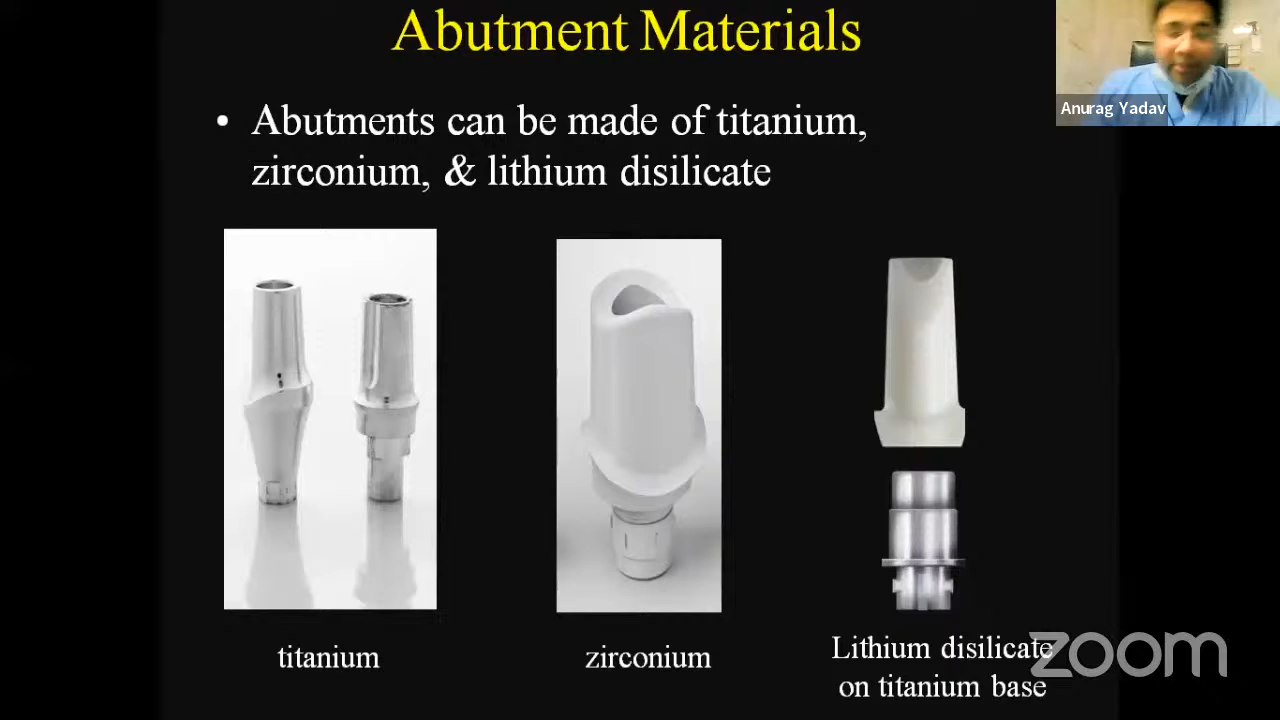 Abutment Materials
Anurag Yadav
• Abutments can be made of titanium,
zirconium, & lithium disilicate
titanium
zirconium
Lithium disilicate
on titanium base
zoom